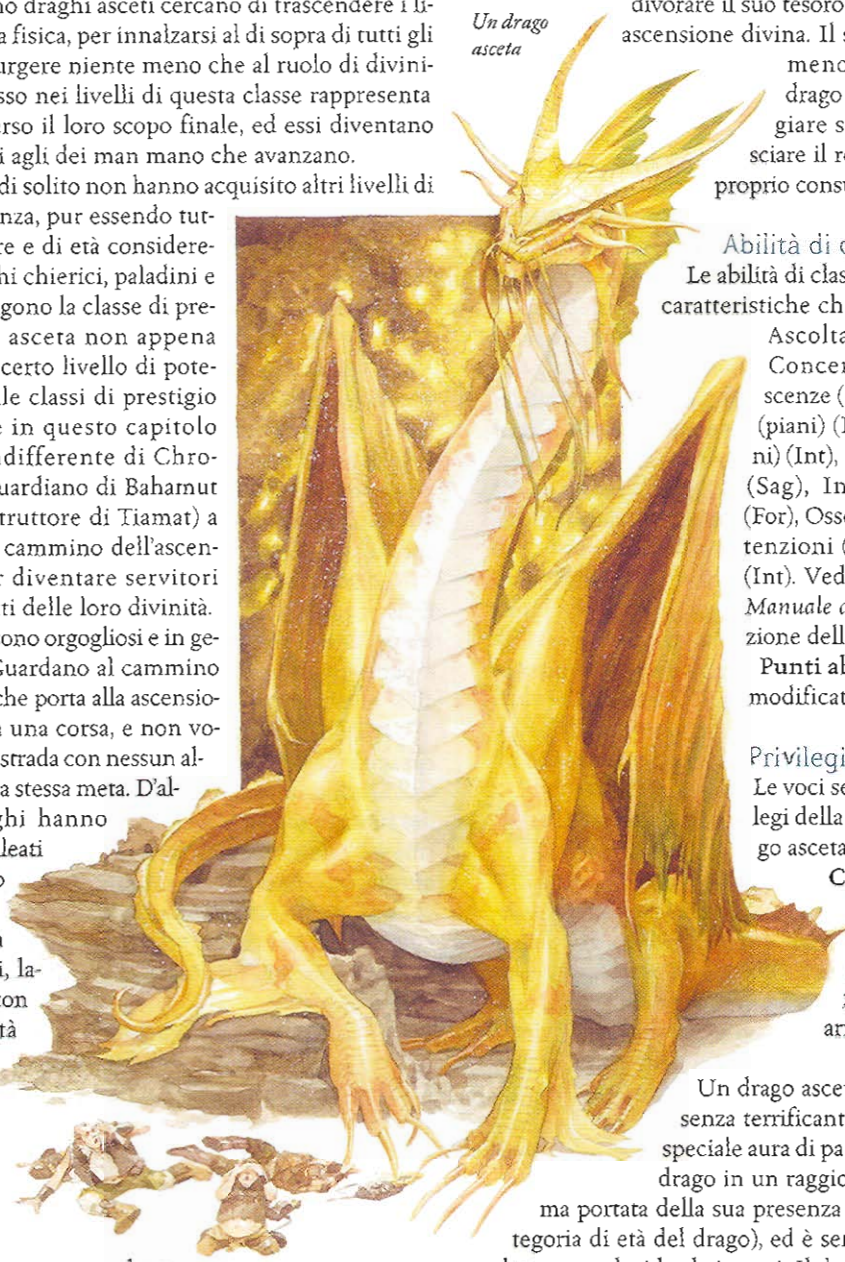 no draghi asceti cercano di trascendere i li-
a fisica, per innalzarsi al di sopra di tutti gli
urgere niente meno che al ruolo di divini-
sso nei livelli di questa classe rappresenta
erso il loro scopo finale, ed essi diventano
i agli dei man mano che avanzano.
di solito non hanno acquisito altri livelli di
nza, pur essendo tut-
re e di età considere-
hi chierici, paladini e
gono la classe di pre-
asceta non appena
certo livello di pote-
lle classi di prestigio
e in questo capitolo
ndifferente di Chro-
uardiano di Bahamut
truttore di Tiamat) a
cammino dell'ascen-
r diventare servitori
ti delle loro divinità.
sono orgogliosi e in ge-
Guardano al cammino
che porta alla ascensio-
a una corsa, e non vo-
strada con nessun al-
a stessa meta. D'al-
ghi hanno
leati
o
i, la-
con
tà
Un drago
asceta
divorare il suo tesoro
ascensione divina. Il s
meno
drago
giare s
sciare il r
proprio consu
Abilità di c
Le abilità di clas
caratteristiche ch
Ascolta
Concen
scenze (
(piani) (I
ni) (Int),
(Sag), In
(For), Oss
tenzioni (
(Int). Ved
Manuale d
zione dell
Punti ab
modificat
Privilegi
Le voci se
legi della
go asceta
C
ar
Un drago asce
senza terrificant
speciale aura di pa
drago in un raggio
ma portata della sua presenza
tegoria di età del drago), ed è ser